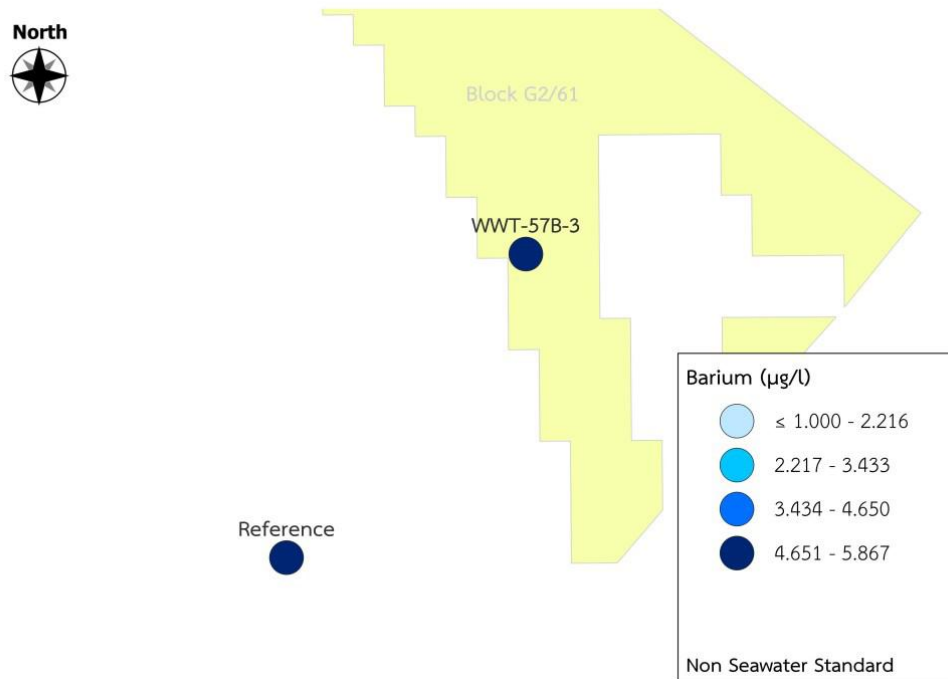 North
Block G2/61
WWT-57B-3
Reference
Barium (µg/l)
≤ 1.000 - 2.216
2.217 - 3.433
3.434 - 4.650
4.651 - 5.867
Non Seawater Standard